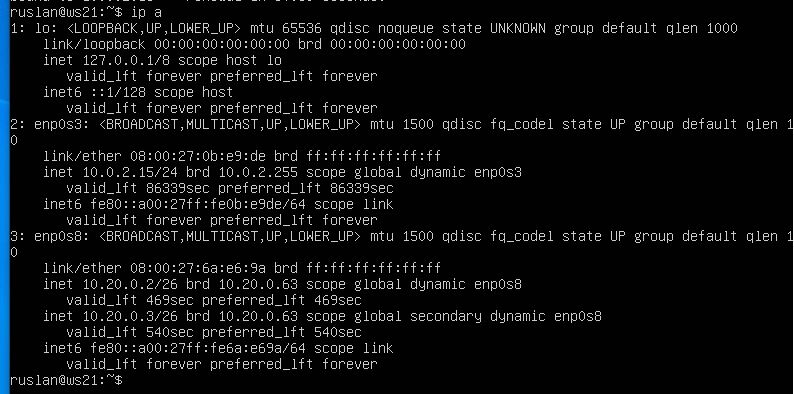 ruslan@ws21:~$ ip a
1: lo: <LOOPBACK,UP,LOWER_UP> mtu 65536 qdisc noqueue state UNKNOWN group default qlen 1000
    link/loopback 00:00:00:00:00:00 brd 00:00:00:00:00:00
    inet 127.0.0.1/8 scope host lo
       valid_lft forever preferred_lft forever
    inet6 ::1/128 scope host
       valid_lft forever preferred_lft forever
2: enp0s3: <BROADCAST,MULTICAST,UP,LOWER_UP> mtu 1500 qdisc fq_codel state UP group default qlen 1
0
    link/ether 08:00:27:0b:e9:de brd ff:ff:ff:ff:ff:ff
    inet 10.0.2.15/24 brd 10.0.2.255 scope global dynamic enp0s3
       valid_lft 86339sec preferred_lft 86339sec
    inet6 fe80::a00:27ff:fe0b:e9de/64 scope link
       valid_lft forever preferred_lft forever
3: enp0s8: <BROADCAST,MULTICAST,UP,LOWER_UP> mtu 1500 qdisc fq_codel state UP group default qlen 1
0
    link/ether 08:00:27:6a:e6:9a brd ff:ff:ff:ff:ff:ff
    inet 10.20.0.2/26 brd 10.20.0.63 scope global dynamic enp0s8
       valid_lft 469sec preferred_lft 469sec
    inet 10.20.0.3/26 brd 10.20.0.63 scope global secondary dynamic enp0s8
       valid_lft 540sec preferred_lft 540sec
    inet6 fe80::a00:27ff:fe6a:e69a/64 scope link
       valid_lft forever preferred_lft forever
ruslan@ws21:~$